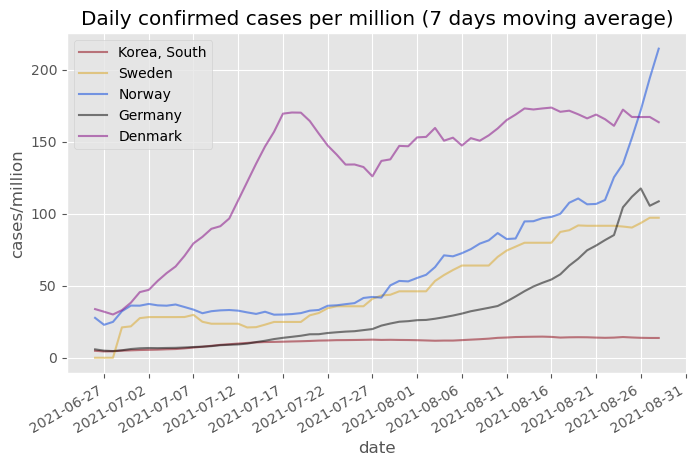 Daily confirmed cases per million (7 days moving average)
Korea, South
Sweden
Norway
Germany
Denmark
cases/million
200
150
100
50
0
2021-06-27
2021-07-02
2021-07-07
2021-07-12
2021-07-17
2021-07-22
2021-07-27
2021-08-01
2021-08-06
2021-08-11
2021-08-16
2021-08-21
2021-08-26
2021-08-31
date